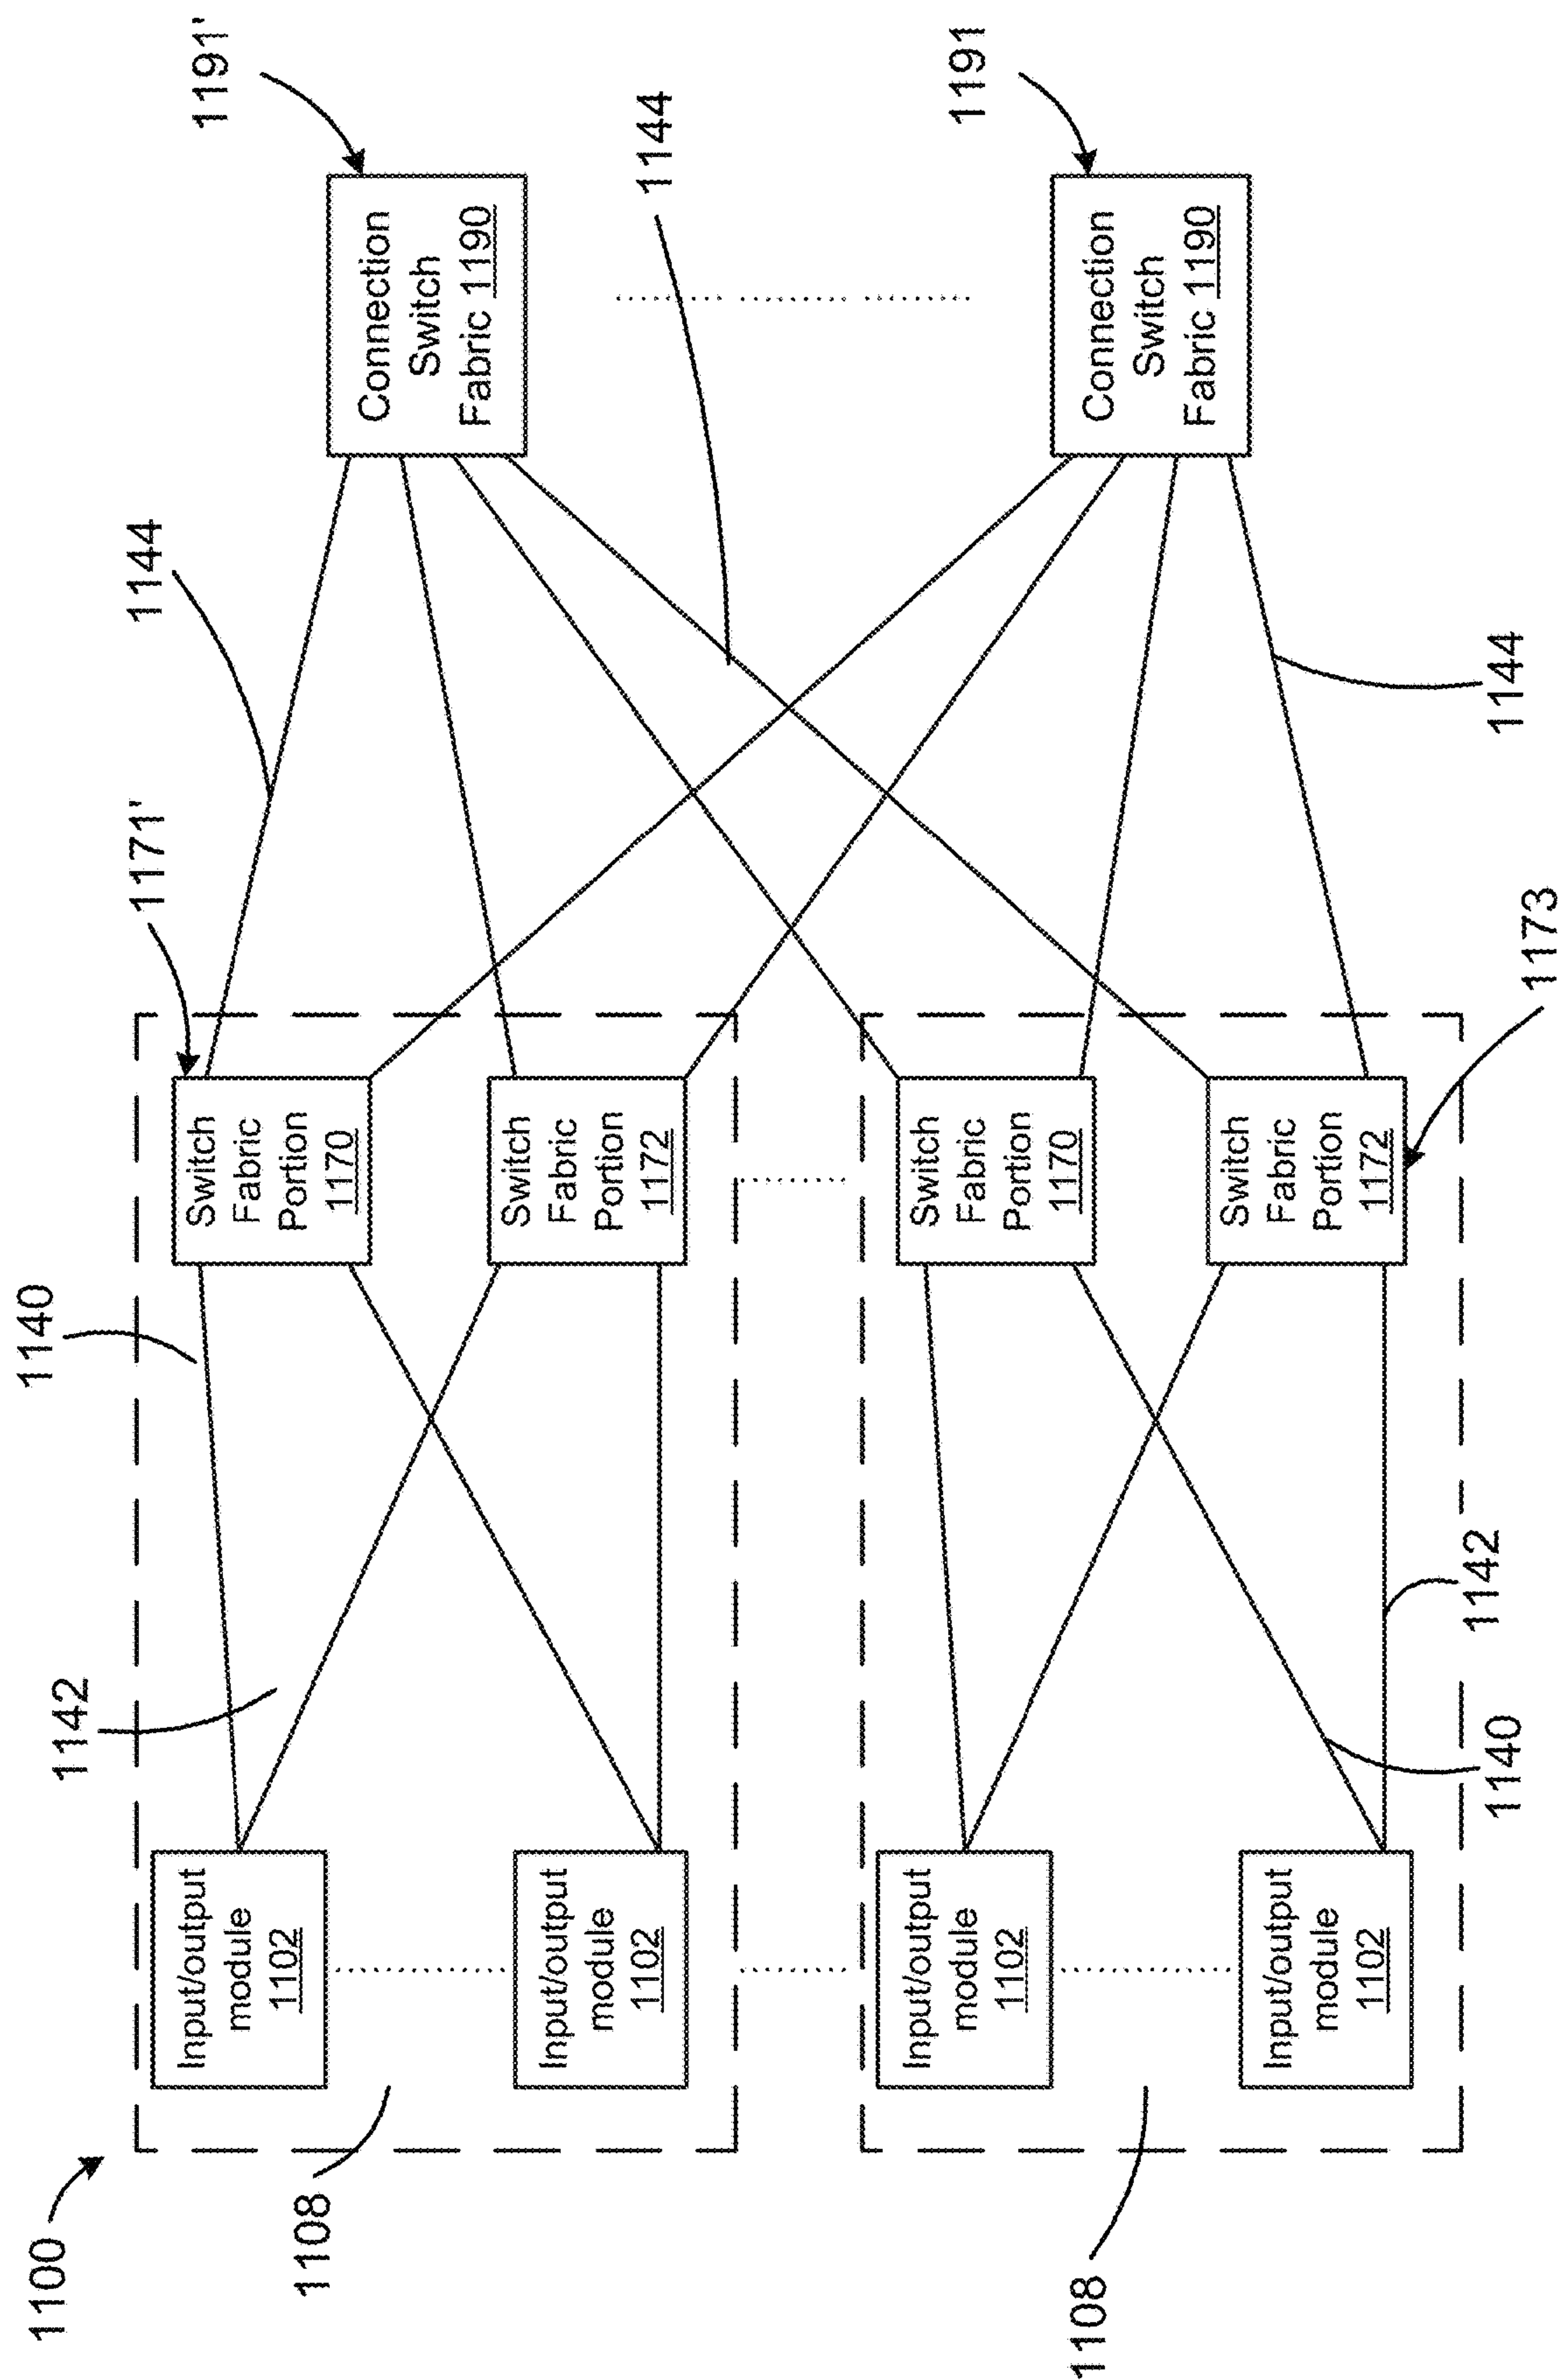 1100
1108
1108
Input/output
module
1102
Input/output
module
1102
Input/output
module
1102
Input/output
module
1102
1142
1140
1142
1140
1171'
Switch
Fabric
Portion
1170
Switch
Fabric
Portion
1172
Switch
Fabric
Portion
1170
Switch
Fabric
Portion
1172
1173
1144
1144
1144
1191'
Connection
Switch
Fabric 1190
1191
Connection
Switch
Fabric 1190